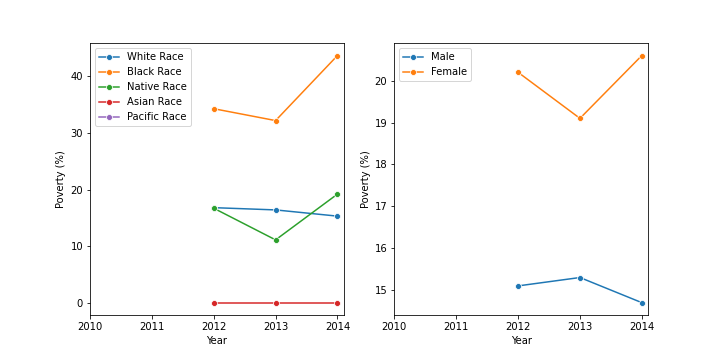 White Race
Black Race
Native Race
Asian Race
Pacific Race
40
30
20
10
0
Poverty (%)
2010 2011 2012 2013 2014
Year
Male
Female
20
19
18
17
16
15
Poverty (%)
2010 2011 2012 2013 2014
Year